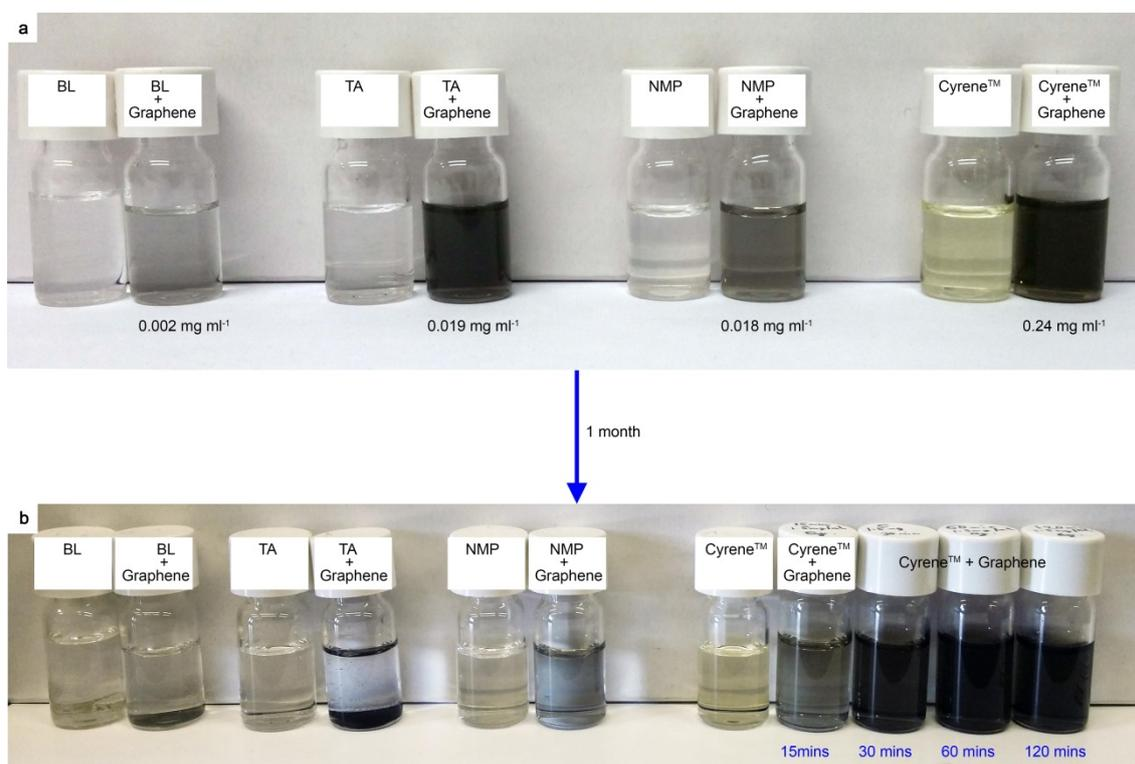 a
BL
BL
+
Graphene
TA
TA
+
Graphene
NMP
NMP
+
Graphene
Cyrene™
Cyrene™
+
Graphene
0.002 mg ml⁻¹
0.019 mg ml⁻¹
0.018 mg ml⁻¹
0.24 mg ml⁻¹
1 month
b
BL
BL
+
Graphene
TA
TA
+
Graphene
NMP
NMP
+
Graphene
Cyrene™
Cyrene™
+
Graphene
Cyrene™ + Graphene
15mins
30 mins
60 mins
120 mins